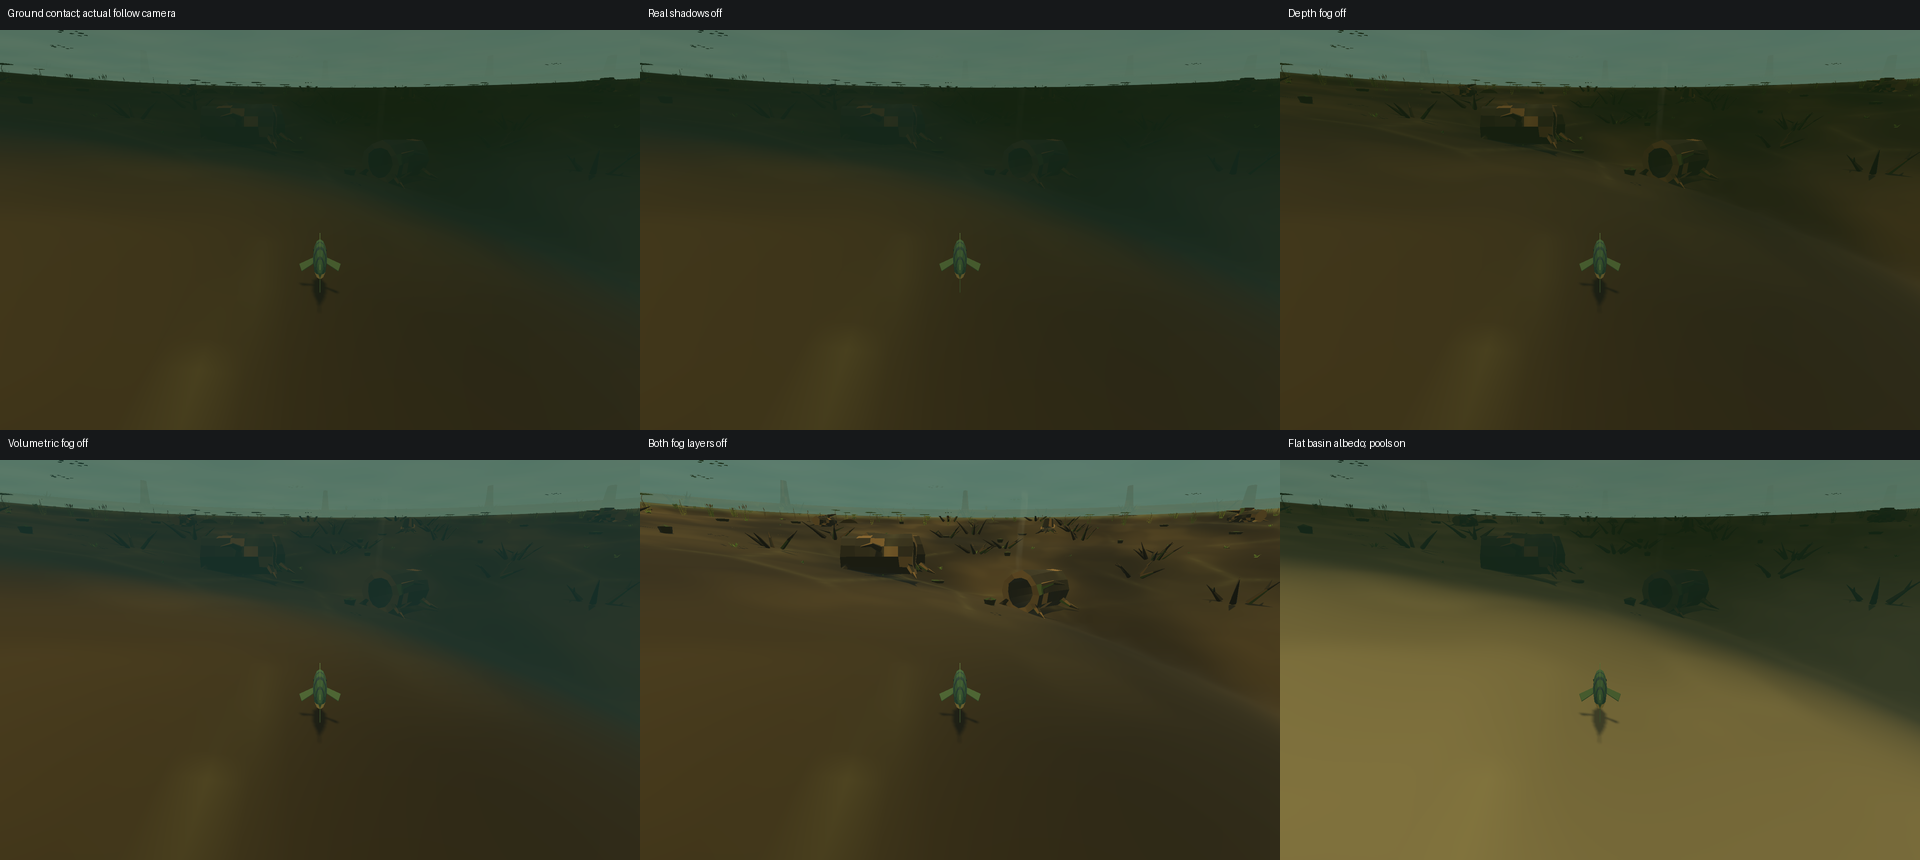 Ground contact; actual follow camera
Real shadows off
Depth fog off
Volumetric fog off
Both fog layers off
Flat basin albedo; pools on